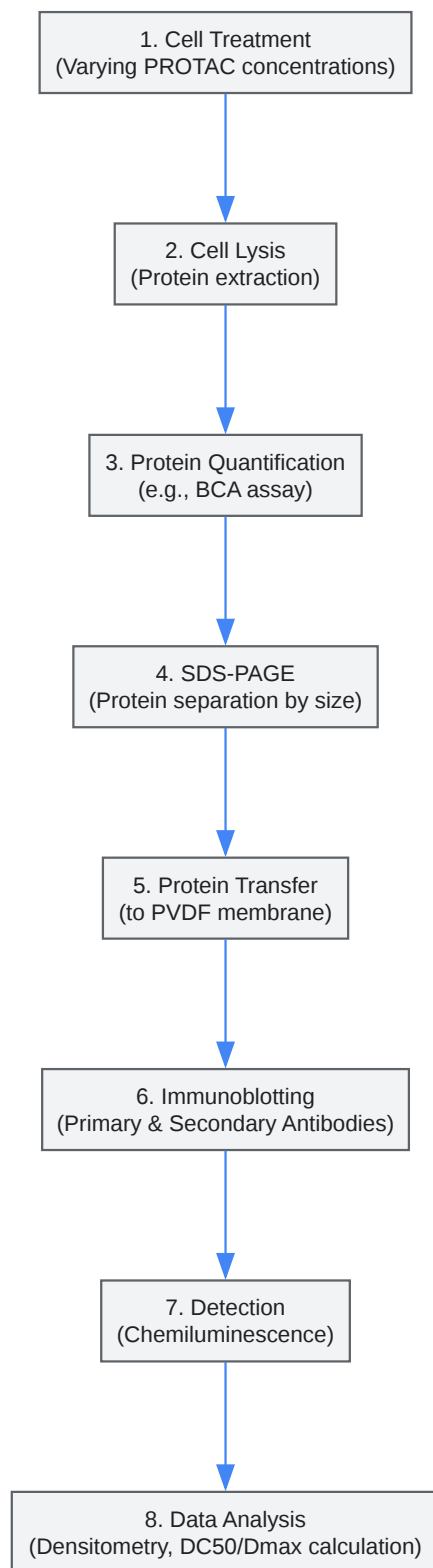 1. Cell Treatment
(Varying PROTAC concentrations)
2. Cell Lysis
(Protein extraction)
3. Protein Quantification
(e.g., BCA assay)
4. SDS-PAGE
(Protein separation by size)
5. Protein Transfer
(to PVDF membrane)
6. Immunoblotting
(Primary & Secondary Antibodies)
7. Detection
(Chemiluminescence)
8. Data Analysis
(Densitometry, DC50/Dmax calculation)